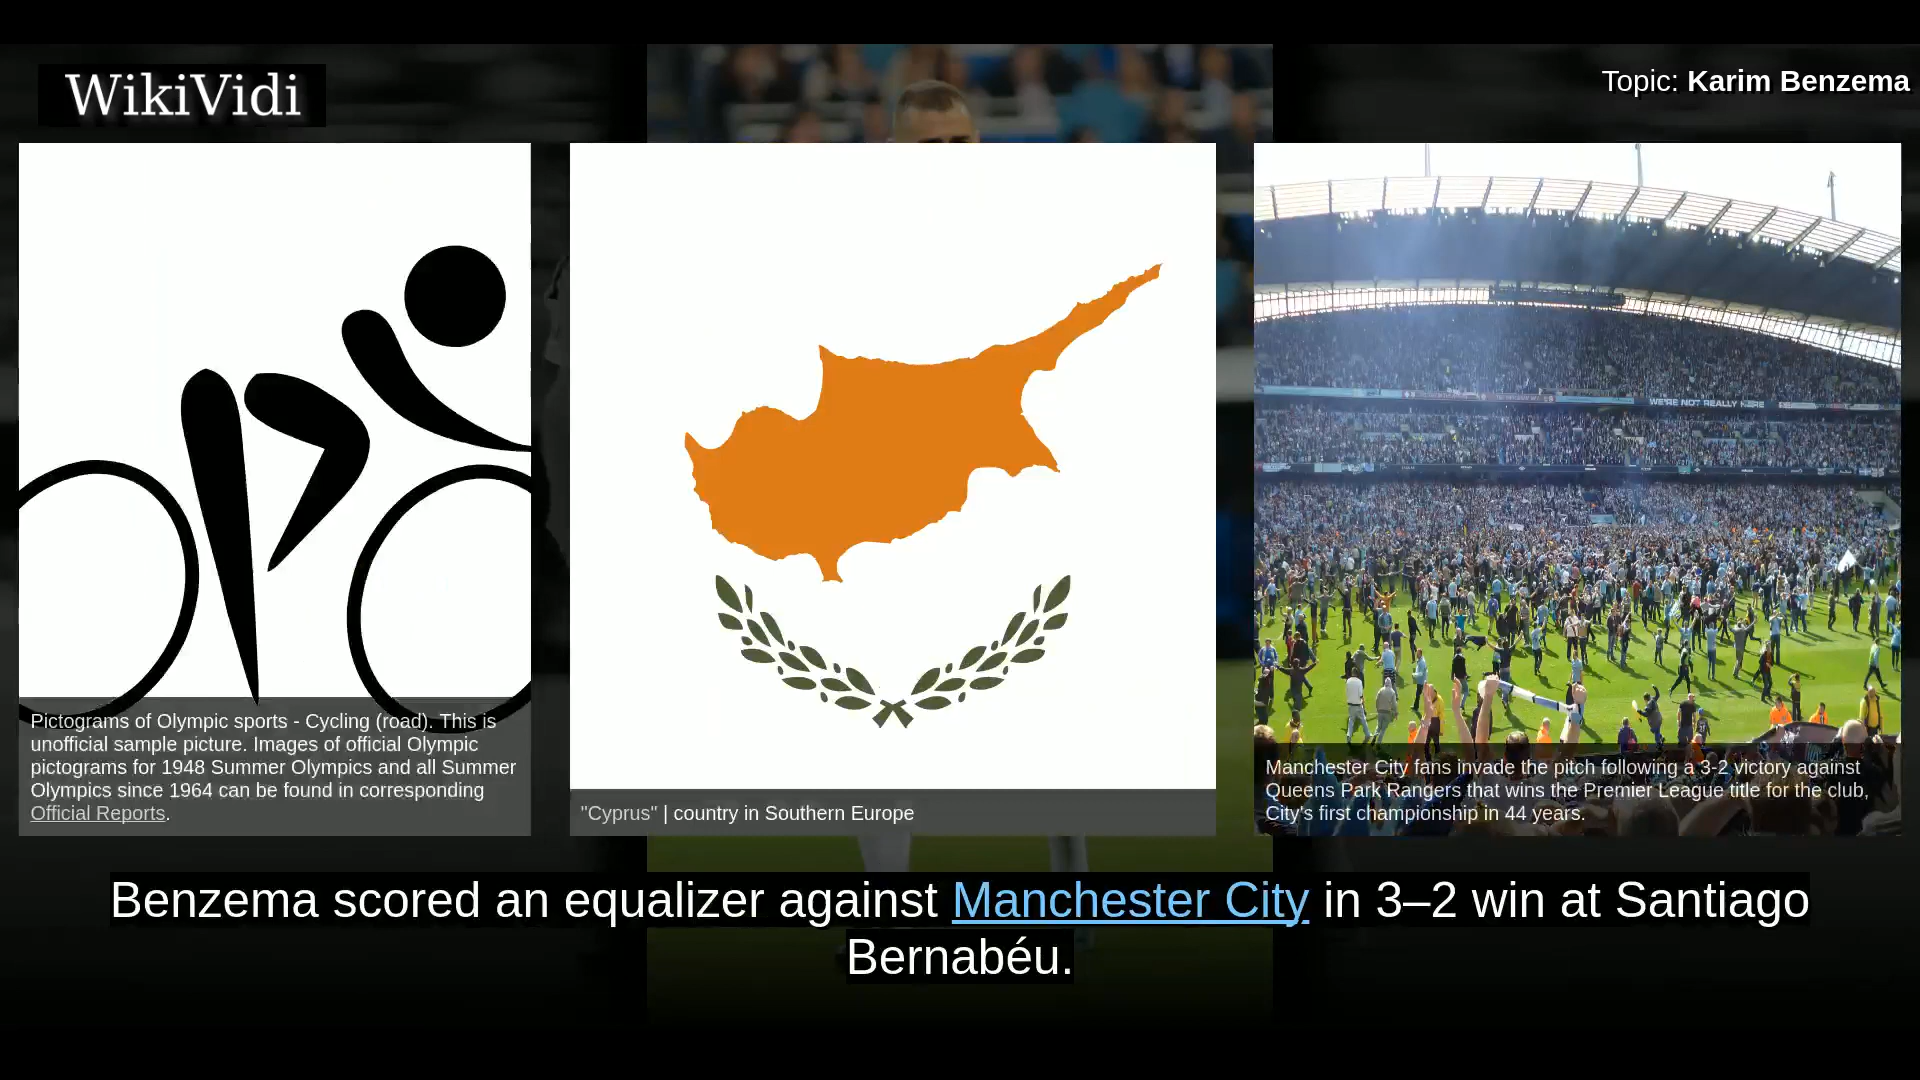 WikiVidi
Topic: Karim Benzema
WE'RE NOT REALLY HERE
Pictograms of Olympic sports - Cycling (road). This is
unofficial sample picture. Images of official Olympic
pictograms for 1948 Summer Olympics and all Summer
Olympics since 1964 can be found in corresponding
Official Reports.
"Cyprus" | country in Southern Europe
Manchester City fans invade the pitch following a 3-2 victory against
Queens Park Rangers that wins the Premier League title for the club,
City's first championship in 44 years.
Benzema scored an equalizer against Manchester City in 3–2 win at Santiago
Bernabéu.